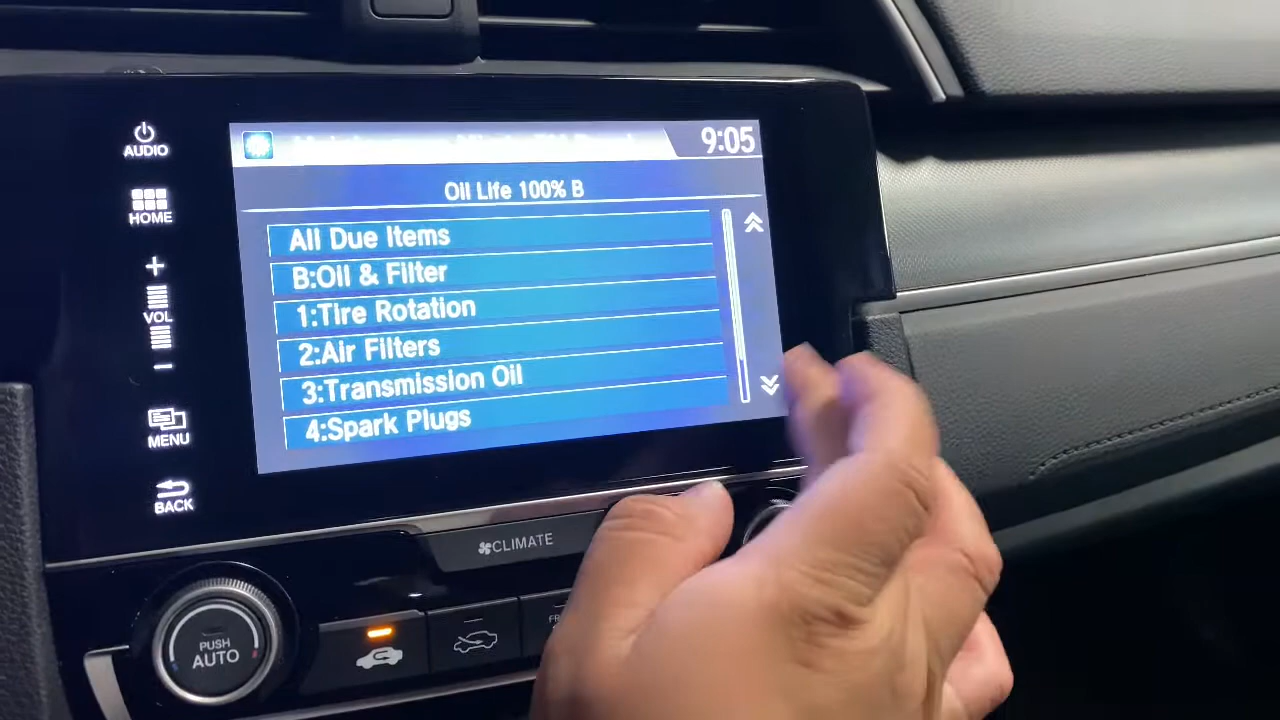 9:05
AUDIO
Oil Life 100% B
HOME
All Due Items
B:Oil & Filter
1:Tire Rotation
VOL
2:Air Filters
3:Transmission Oil
4:Spark Plugs
MENU
BACK
CLIMATE
PUSH
AUTO